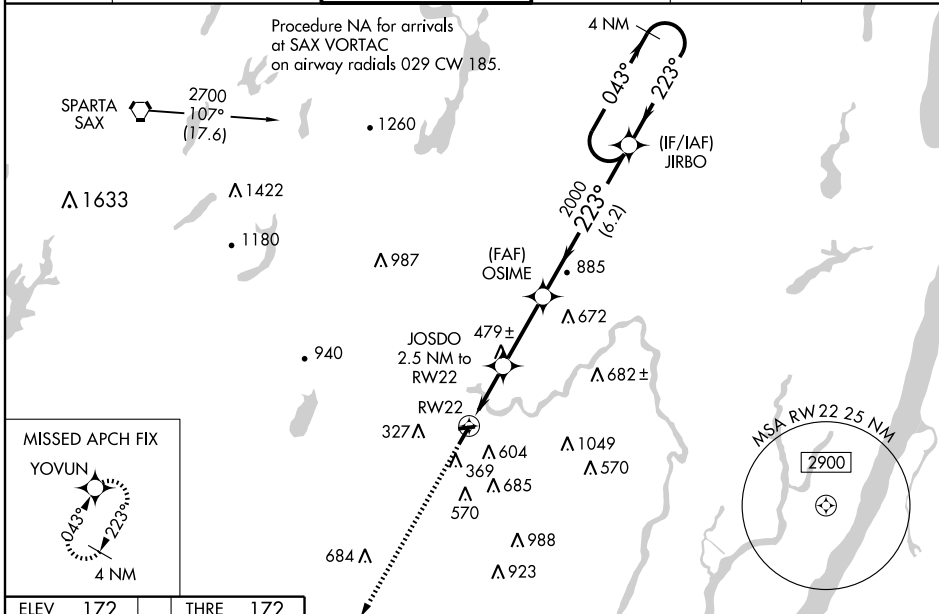 Procedure NA for arrivals
at SAX VORTAC
on airway radials 029 CW 185.
4 NM
043°
223°
SPARTA
SAX
2700
107°
(17.6)
1260
(IF/IAF)
JIRBO
1633
1422
2000
223°
(6.2)
1180
987
(FAF)
OSIME
885
672
479±
JOSDO
2.5 NM to
RW22
940
682±
RW22
327
604
1049
369
570
685
570
684
988
923
MISSED APCH FIX
YOVUN
043°
223°
4 NM
MSA RW 22 25 NM
2900
ELEV 172
THRE 172